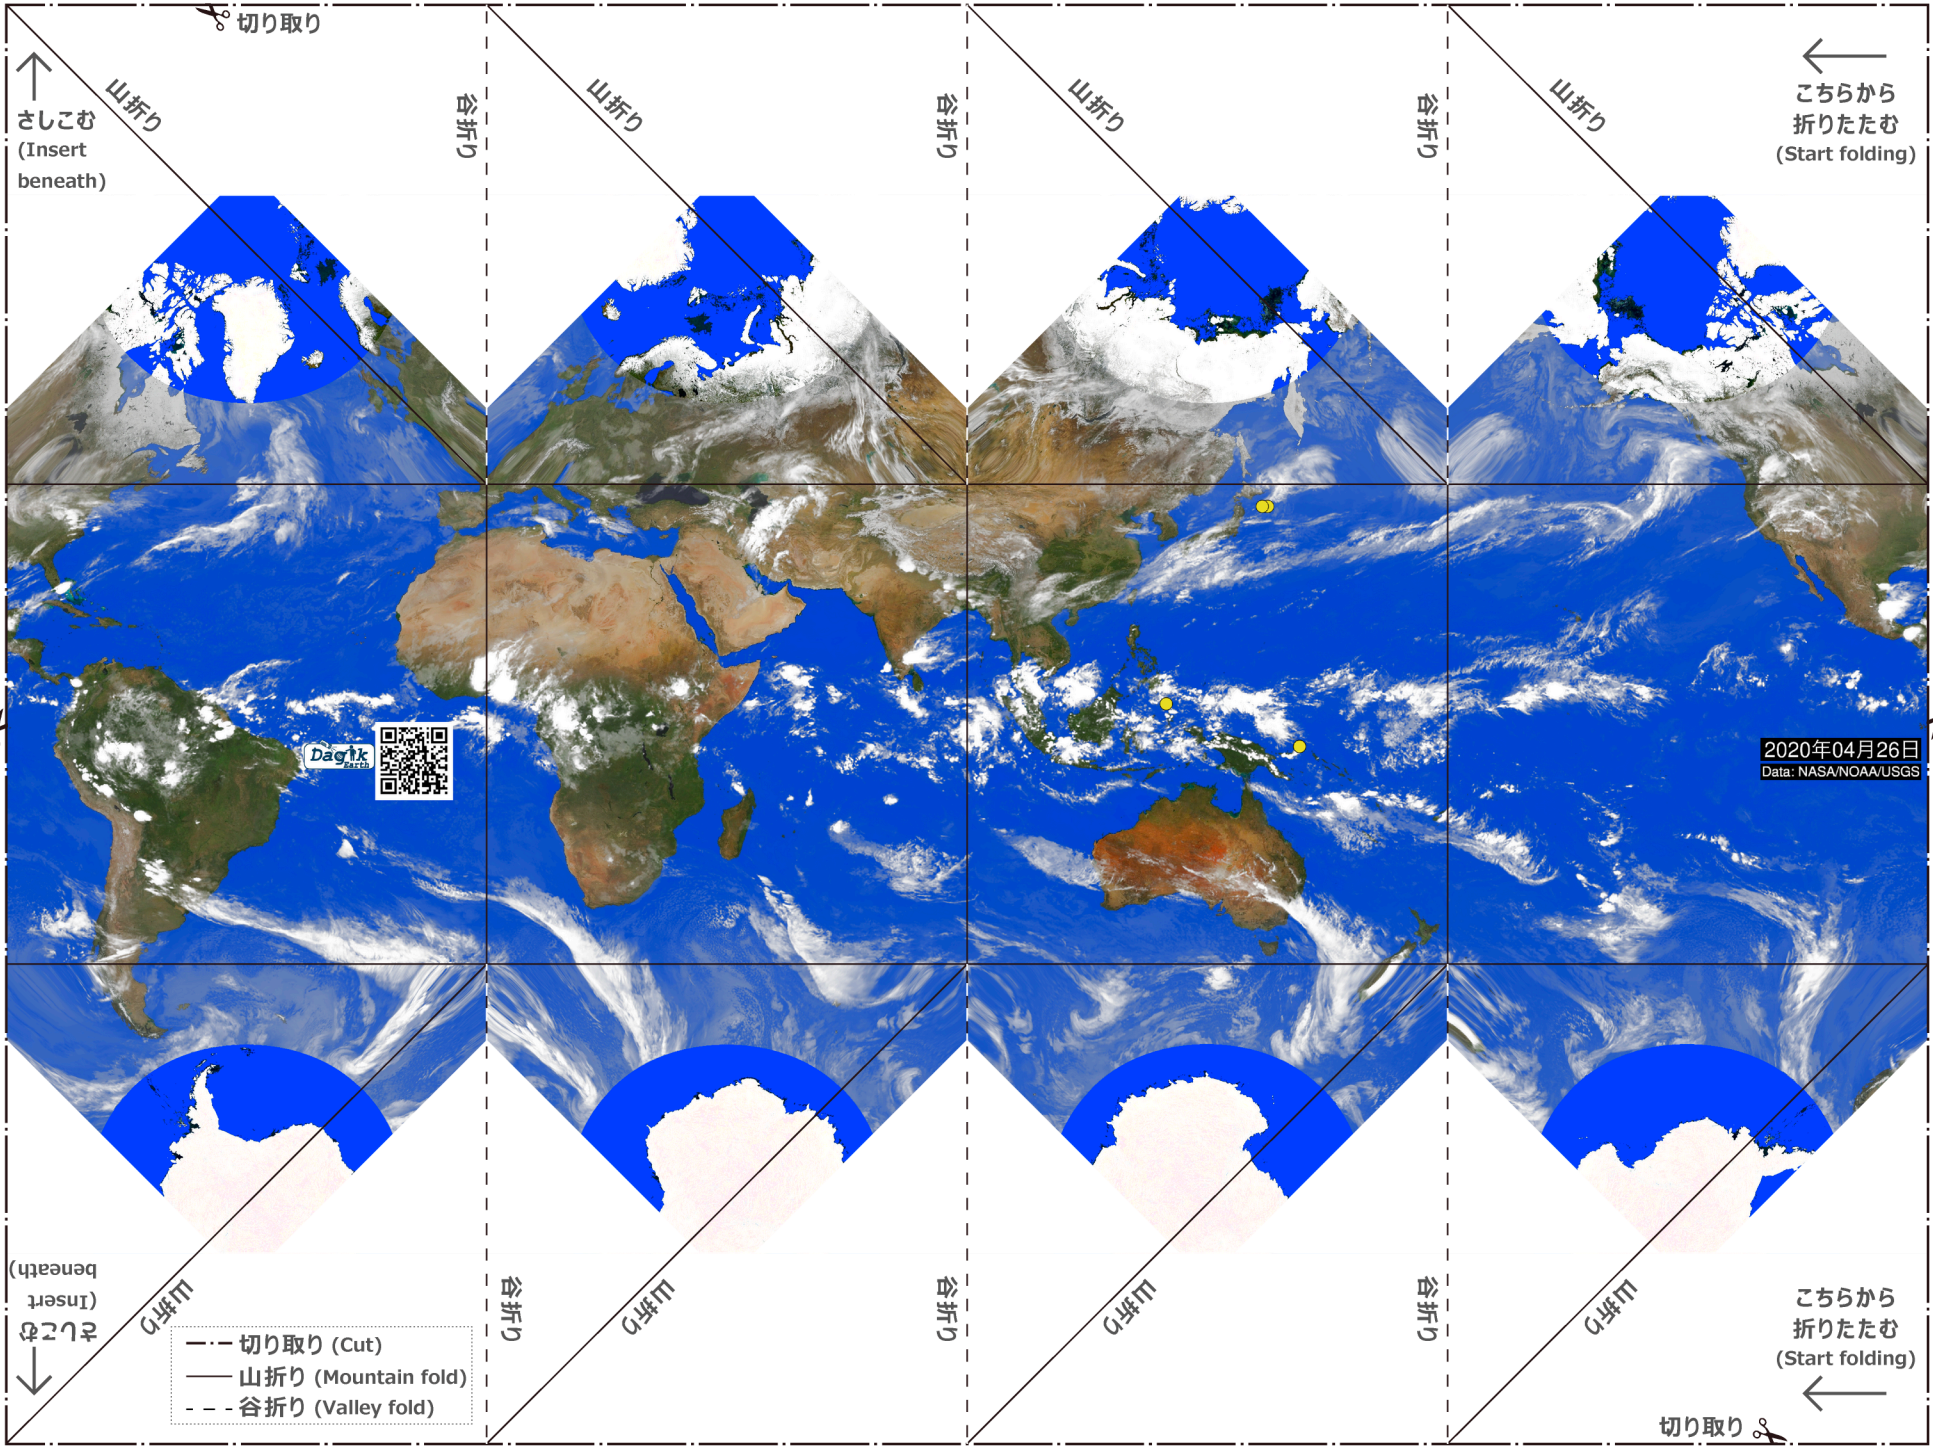 切り取り
山折り
谷折り
山折り
谷折り
山折り
谷折り
山折り
さしこむ
(Insert
beneath)
こちらから
折りたたむ
(Start folding)
Dagik
Earth
2020年04月26日
Data: NASA/NOAA/USGS
さしこむ
(Insert
beneath)
山折り
谷折り
山折り
谷折り
山折り
谷折り
山折り
こちらから
折りたたむ
(Start folding)
切り取り (Cut)
山折り (Mountain fold)
谷折り (Valley fold)
切り取り